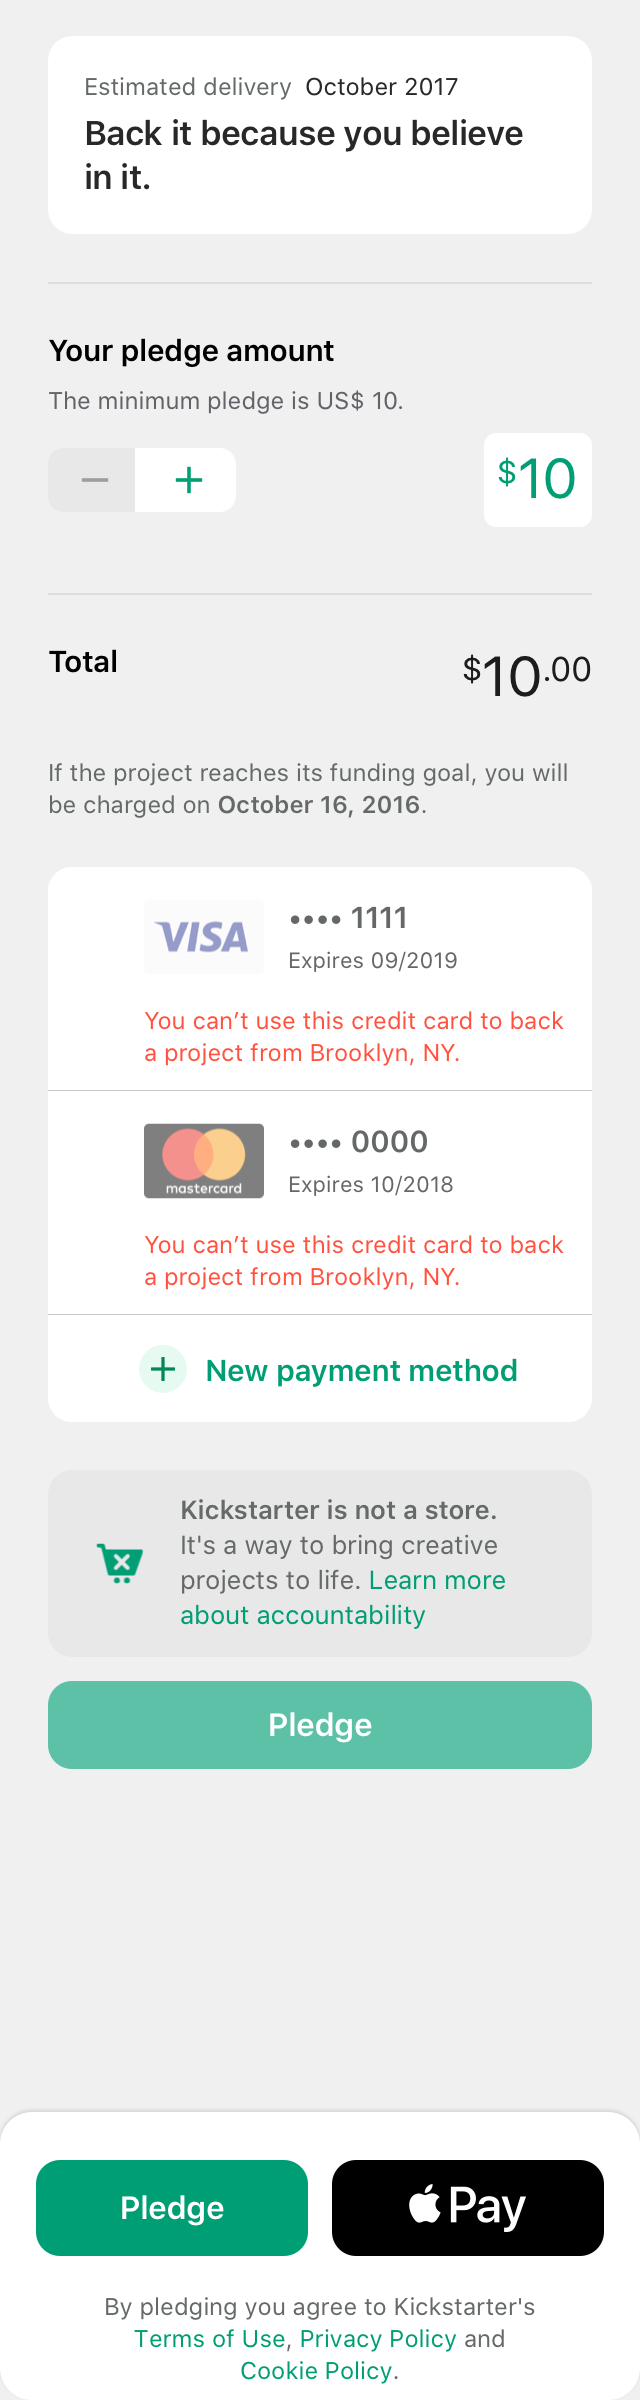 Estimated delivery October 2017
Back it because you believe
in it.
Your pledge amount
The minimum pledge is US$ 10.
− +
$10
Total
$10.00
If the project reaches its funding goal, you will
be charged on October 16, 2016.
VISA
•••• 1111
Expires 09/2019
You can’t use this credit card to back
a project from Brooklyn, NY.
mastercard
•••• 0000
Expires 10/2018
You can’t use this credit card to back
a project from Brooklyn, NY.
+ New payment method
Kickstarter is not a store.
It's a way to bring creative
projects to life. Learn more
about accountability
Pledge
Pledge
Pay
By pledging you agree to Kickstarter's
Terms of Use, Privacy Policy and
Cookie Policy.